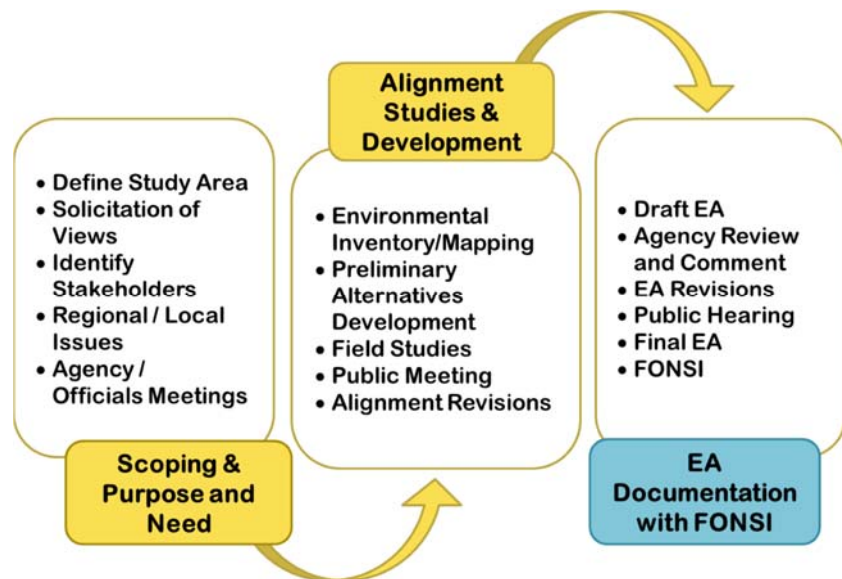 • Define Study Area
• Solicitation of
Views
• Identify
Stakeholders
• Regional / Local
Issues
• Agency /
Officials Meetings
Scoping &
Purpose and
Need
Alignment
Studies &
Development
• Environmental
Inventory/Mapping
• Preliminary
Alternatives
Development
• Field Studies
• Public Meeting
• Alignment Revisions
• Draft EA
• Agency Review
and Comment
• EA Revisions
• Public Hearing
• Final EA
• FONSI
EA
Documentation
with FONSI